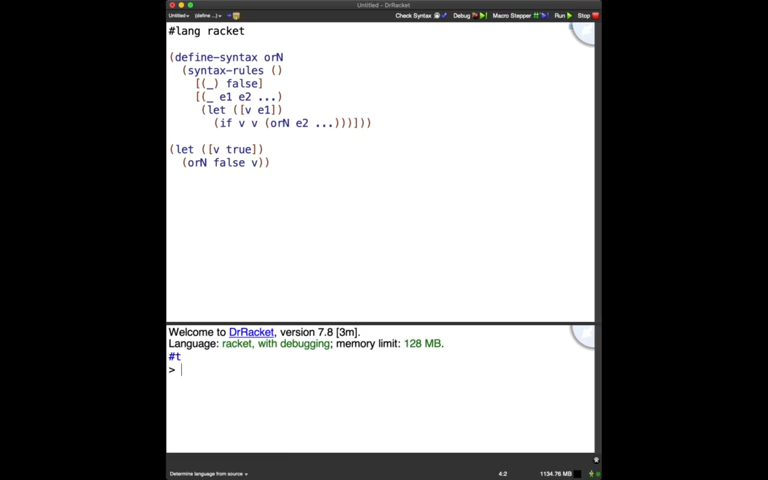 Untitled - DrRacket
Untitled▾ (define ...)▾ Check Syntax Debug Macro Stepper Run Stop
#lang racket
(define-syntax orN
(syntax-rules ()
[(_) false]
[(_ e1 e2 ...)
(let ([v e1])
(if v v (orN e2 ...)))]))
(let ([v true])
(orN false v))
Welcome to DrRacket, version 7.8 [3m].
Language: racket, with debugging; memory limit: 128 MB.
#t
>
Determine language from source▾ 4:2 1134.76 MB